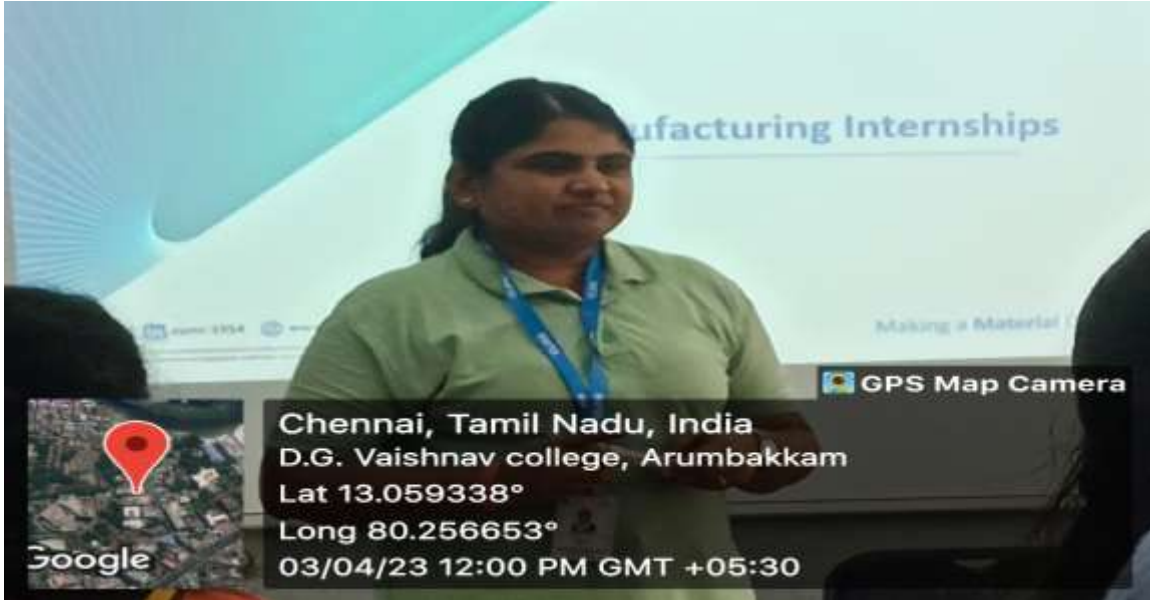 ufacturing Internships
Making a Material
GPS Map Camera
Chennai, Tamil Nadu, India
D.G. Vaishnav college, Arumbakkam
Lat 13.059338°
Long 80.256653°
03/04/23 12:00 PM GMT +05:30
Google